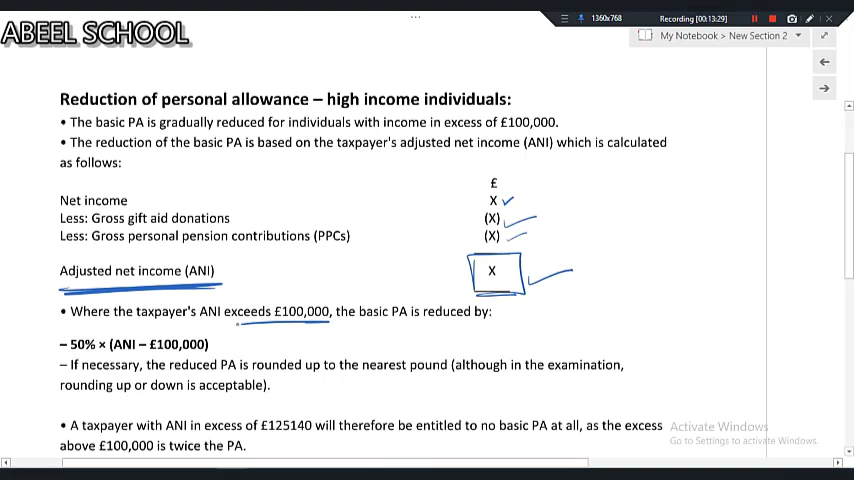 1360x768
Recording [00:13:29]
ABEEL SCHOOL
My Notebook > New Section 2
Reduction of personal allowance – high income individuals:
• The basic PA is gradually reduced for individuals with income in excess of £100,000.
• The reduction of the basic PA is based on the taxpayer's adjusted net income (ANI) which is calculated
as follows:
£
Net income X
Less: Gross gift aid donations (X)
Less: Gross personal pension contributions (PPCs) (X)
Adjusted net income (ANI) X
• Where the taxpayer's ANI exceeds £100,000, the basic PA is reduced by:
– 50% × (ANI – £100,000)
– If necessary, the reduced PA is rounded up to the nearest pound (although in the examination,
rounding up or down is acceptable).
• A taxpayer with ANI in excess of £125140 will therefore be entitled to no basic PA at all, as the excess
above £100,000 is twice the PA.
Activate Windows
Go to Settings to activate Windows.